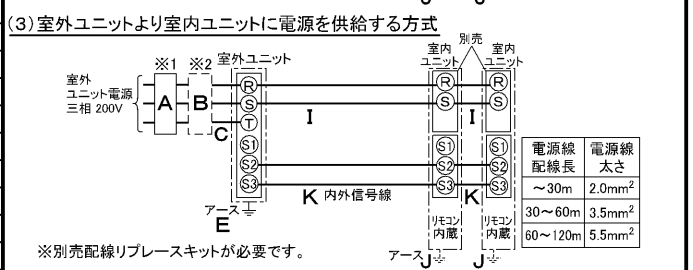 (3)室外ユニットより室内ユニットに電源を供給する方式
※1 ※2 室外ユニット
室内
ユニット
別売
室内
ユニット
室外
ユニット電源
三相 200V
A
B
C
R
S
T
S1
S2
S3
I
R
S
S1
S2
S3
I
R
S
S1
S2
S3
K 内外信号線
K
アース
E
リモコン
内蔵
リモコン
内蔵
アース J
J
電源線
配線長
電源線
太さ
～30m 2.0mm²
30～60m 3.5mm²
60～120m 5.5mm²
※別売配線リプレースキットが必要です。